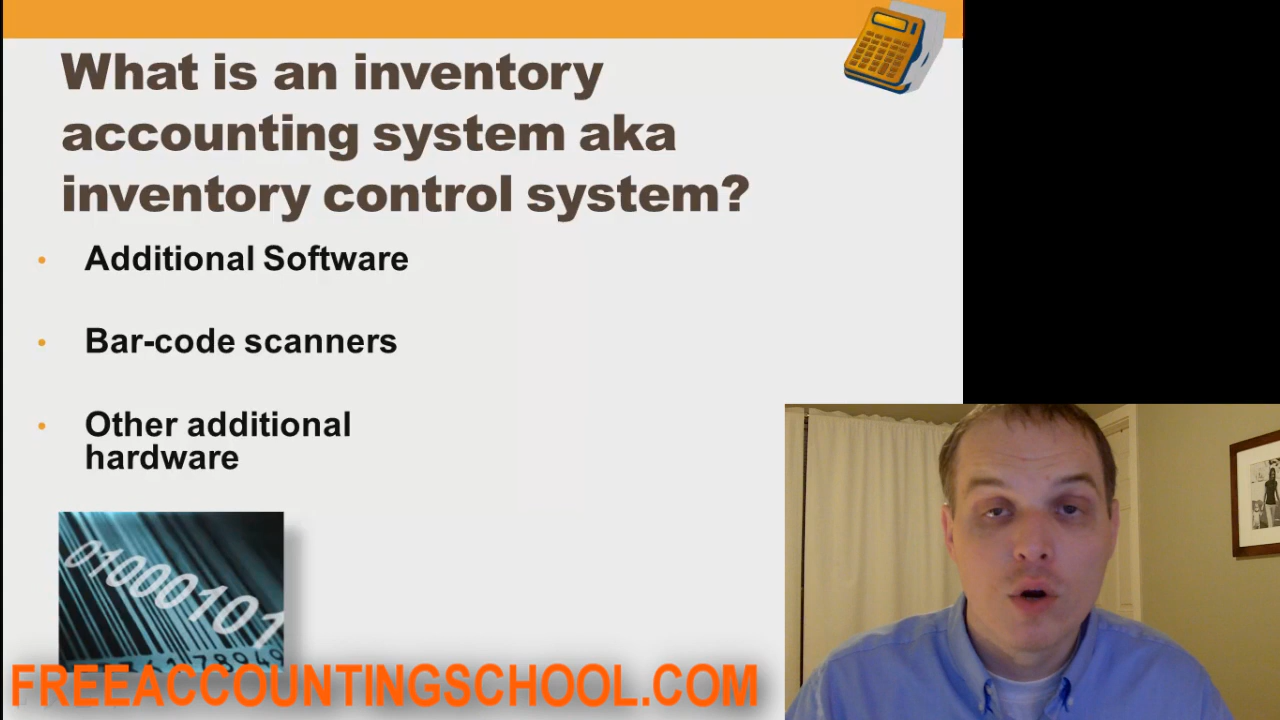 What is an inventory
accounting system aka
inventory control system?
• Additional Software
• Bar-code scanners
• Other additional
hardware
01000101
FREEACCOUNTINGSCHOOL.COM